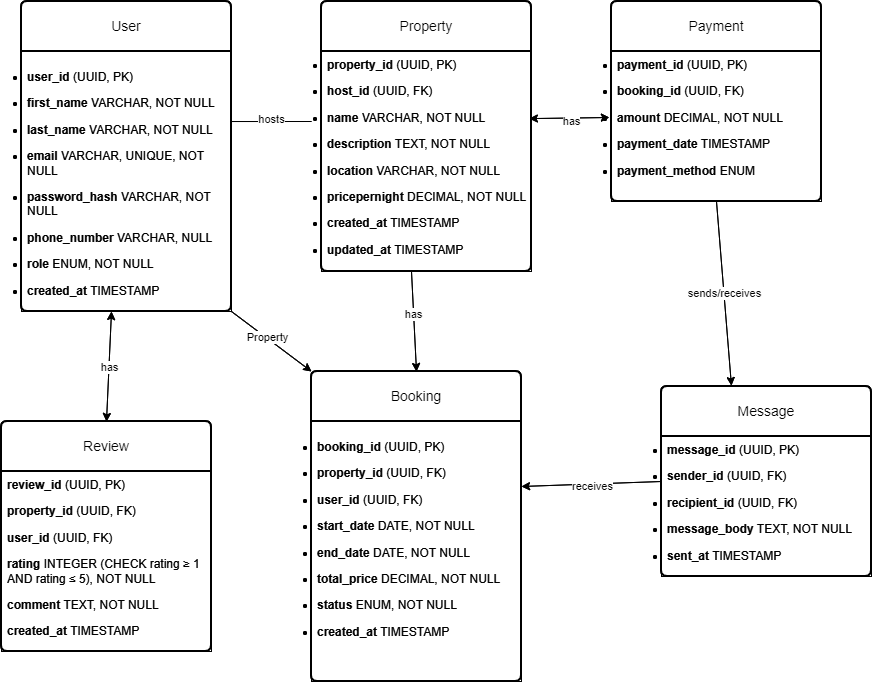 User
user_id (UUID, PK)
first_name VARCHAR, NOT NULL
last_name VARCHAR, NOT NULL
email VARCHAR, UNIQUE, NOT
NULL
password_hash VARCHAR, NOT
NULL
phone_number VARCHAR, NULL
role ENUM, NOT NULL
created_at TIMESTAMP
hosts
Property
property_id (UUID, PK)
host_id (UUID, FK)
name VARCHAR, NOT NULL
description TEXT, NOT NULL
location VARCHAR, NOT NULL
pricepernight DECIMAL, NOT NULL
created_at TIMESTAMP
updated_at TIMESTAMP
has
Payment
payment_id (UUID, PK)
booking_id (UUID, FK)
amount DECIMAL, NOT NULL
payment_date TIMESTAMP
payment_method ENUM
sends/receives
has
Property
has
Review
review_id (UUID, PK)
property_id (UUID, FK)
user_id (UUID, FK)
rating INTEGER (CHECK rating ≥ 1
AND rating ≤ 5), NOT NULL
comment TEXT, NOT NULL
created_at TIMESTAMP
Booking
booking_id (UUID, PK)
property_id (UUID, FK)
user_id (UUID, FK)
start_date DATE, NOT NULL
end_date DATE, NOT NULL
total_price DECIMAL, NOT NULL
status ENUM, NOT NULL
created_at TIMESTAMP
receives
Message
message_id (UUID, PK)
sender_id (UUID, FK)
recipient_id (UUID, FK)
message_body TEXT, NOT NULL
sent_at TIMESTAMP